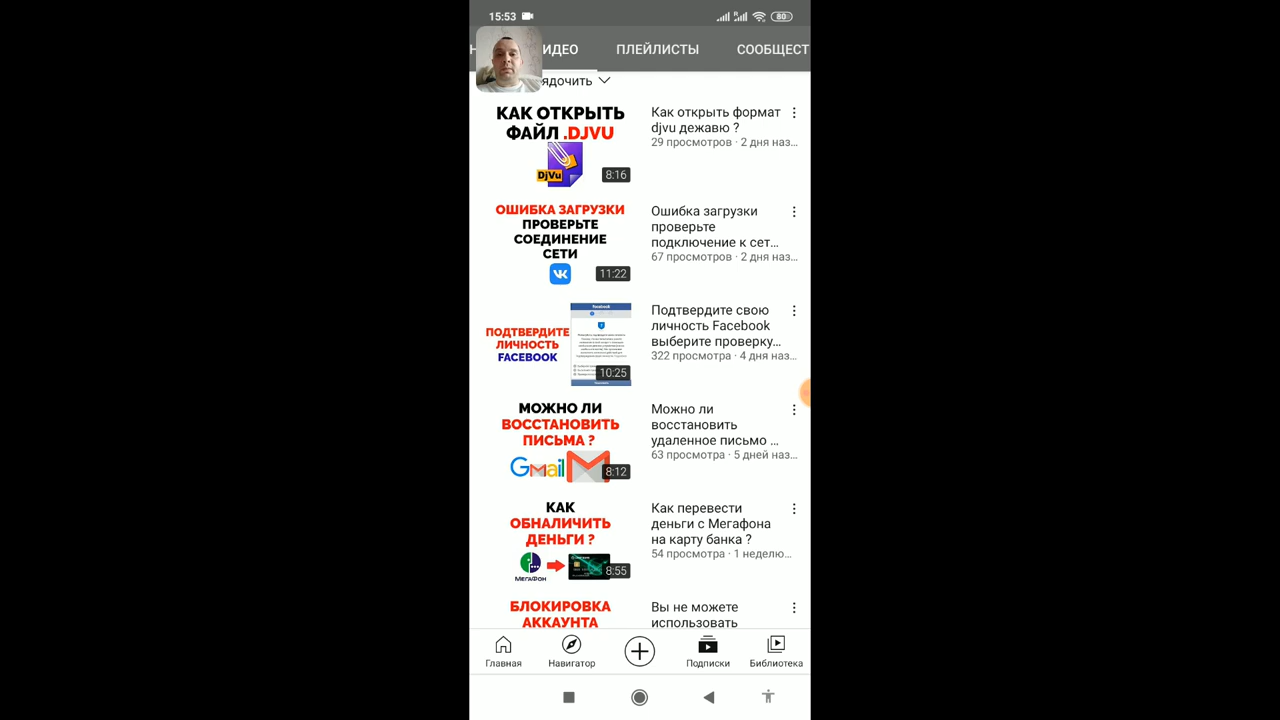 15:53
80
ИДЕО
ПЛЕЙЛИСТЫ
СООБЩЕСТ
ядочить
КАК ОТКРЫТЬ
ФАЙЛ .DJVU
DjVu
8:16
Как открыть формат
djvu дежавю ?
29 просмотров · 2 дня наз...
ОШИБКА ЗАГРУЗКИ
ПРОВЕРЬТЕ
СОЕДИНЕНИЕ
СЕТИ
11:22
Ошибка загрузки
проверьте
подключение к сет...
67 просмотров · 2 дня наз...
ПОДТВЕРДИТЕ
ЛИЧНОСТЬ
FACEBOOK
10:25
Подтвердите свою
личность Facebook
выберите проверку...
322 просмотра · 4 дня наз...
МОЖНО ЛИ
ВОССТАНОВИТЬ
ПИСЬМА ?
Gmail
8:12
Можно ли
восстановить
удаленное письмо ...
63 просмотра · 5 дней наз...
КАК
ОБНАЛИЧИТЬ
ДЕНЬГИ ?
МЕГАФОН
8:55
Как перевести
деньги с Мегафона
на карту банка ?
54 просмотра · 1 неделю...
БЛОКИРОВКА
АККАУНТА
Вы не можете
использовать
Главная
Навигатор
Подписки
Библиотека